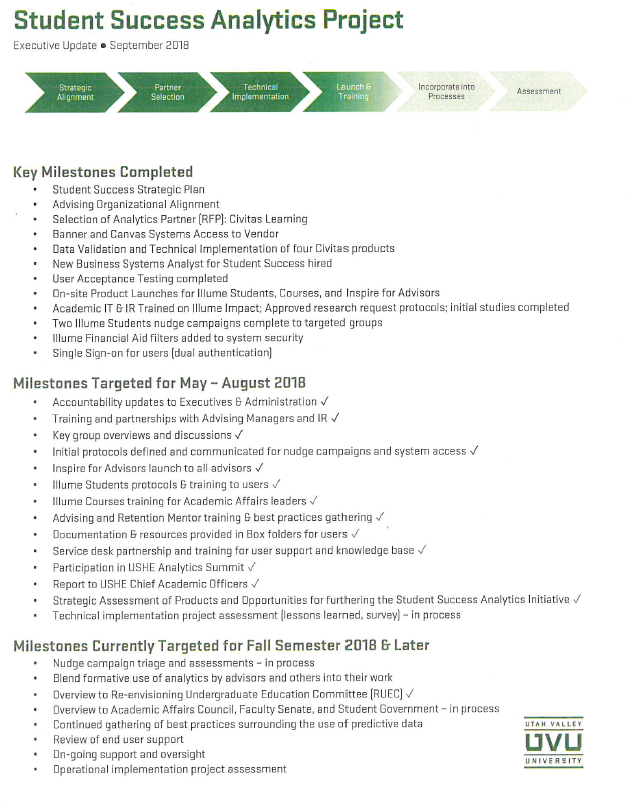 Student Success Analytics Project
Executive Update ● September 2018
Strategic
Alignment
Partner
Selection
Technical
Implementation
Launch &
Training
Incorporate into
Processes
Assessment
Key Milestones Completed
• Student Success Strategic Plan
• Advising Organizational Alignment
• Selection of Analytics Partner (RFP): Civitas Learning
• Banner and Canvas Systems Access to Vendor
• Data Validation and Technical Implementation of four Civitas products
• New Business Systems Analyst for Student Success hired
• User Acceptance Testing completed
• On-site Product Launches for Illume Students, Courses, and Inspire for Advisors
• Academic IT & IR Trained on Illume Impact; Approved research request protocols; initial studies completed
• Two Illume Students nudge campaigns complete to targeted groups
• Illume Financial Aid filters added to system security
• Single Sign-on for users (dual authentication)
Milestones Targeted for May – August 2018
• Accountability updates to Executives & Administration ✓
• Training and partnerships with Advising Managers and IR ✓
• Key group overviews and discussions ✓
• Initial protocols defined and communicated for nudge campaigns and system access ✓
• Inspire for Advisors launch to all advisors ✓
• Illume Students protocols & training to users ✓
• Illume Courses training for Academic Affairs leaders ✓
• Advising and Retention Mentor training & best practices gathering ✓
• Documentation & resources provided in Box folders for users ✓
• Service desk partnership and training for user support and knowledge base ✓
• Participation in USHE Analytics Summit ✓
• Report to USHE Chief Academic Officers ✓
• Strategic Assessment of Products and Opportunities for furthering the Student Success Analytics Initiative ✓
• Technical implementation project assessment (lessons learned, survey) – in process
Milestones Currently Targeted for Fall Semester 2018 & Later
• Nudge campaign triage and assessments – in process
• Blend formative use of analytics by advisors and others into their work
• Overview to Re-envisioning Undergraduate Education Committee (RUEC) ✓
• Overview to Academic Affairs Council, Faculty Senate, and Student Government – in process
• Continued gathering of best practices surrounding the use of predictive data
• Review of end user support
• On-going support and oversight
• Operational implementation project assessment
UTAH VALLEY
UVU
UNIVERSITY